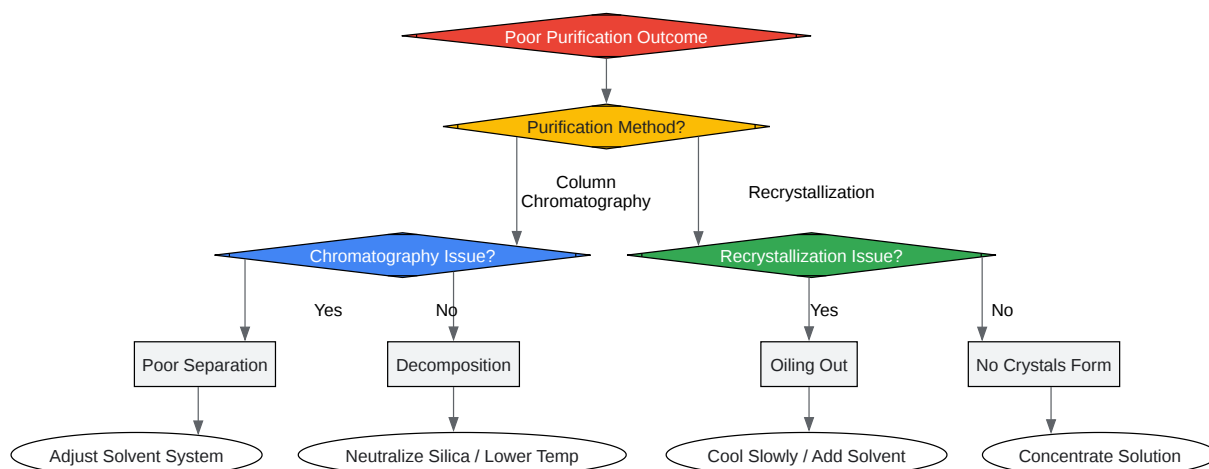 Poor Purification Outcome
Purification Method?
Column
Chromatography
Recrystallization
Chromatography Issue?
Recrystallization Issue?
Yes
No
Yes
No
Poor Separation
Decomposition
Oiling Out
No Crystals Form
Adjust Solvent System
Neutralize Silica / Lower Temp
Cool Slowly / Add Solvent
Concentrate Solution